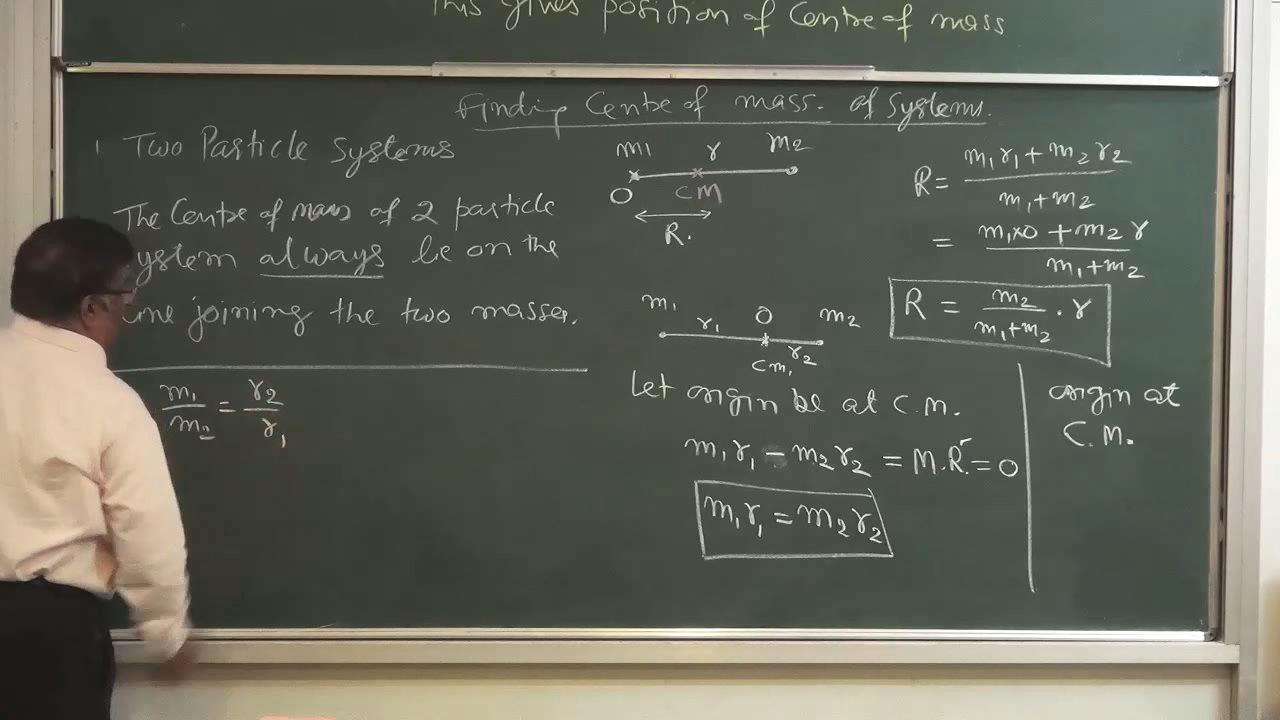 This gives position of Centre of mass
Finding Centre of mass. of Systems.
1 Two Particle Systems
The Centre of mass of 2 particle
ystem always lie on the
line joining the two masses.
m₁/m₂ = r₂/r₁
m1 r m2
O CM
R.
m₁ r₁ O m₂
Cm, r₂
Let origin be at C.M.
m₁r₁ - m₂r₂ = M.R = 0
m₁r₁ = m₂r₂
R = (m₁r₁ + m₂r₂)/(m₁+m₂)
= (m₁×0 + m₂r)/(m₁+m₂)
R = m₂/(m₁+m₂) . r
origin at
C.M.